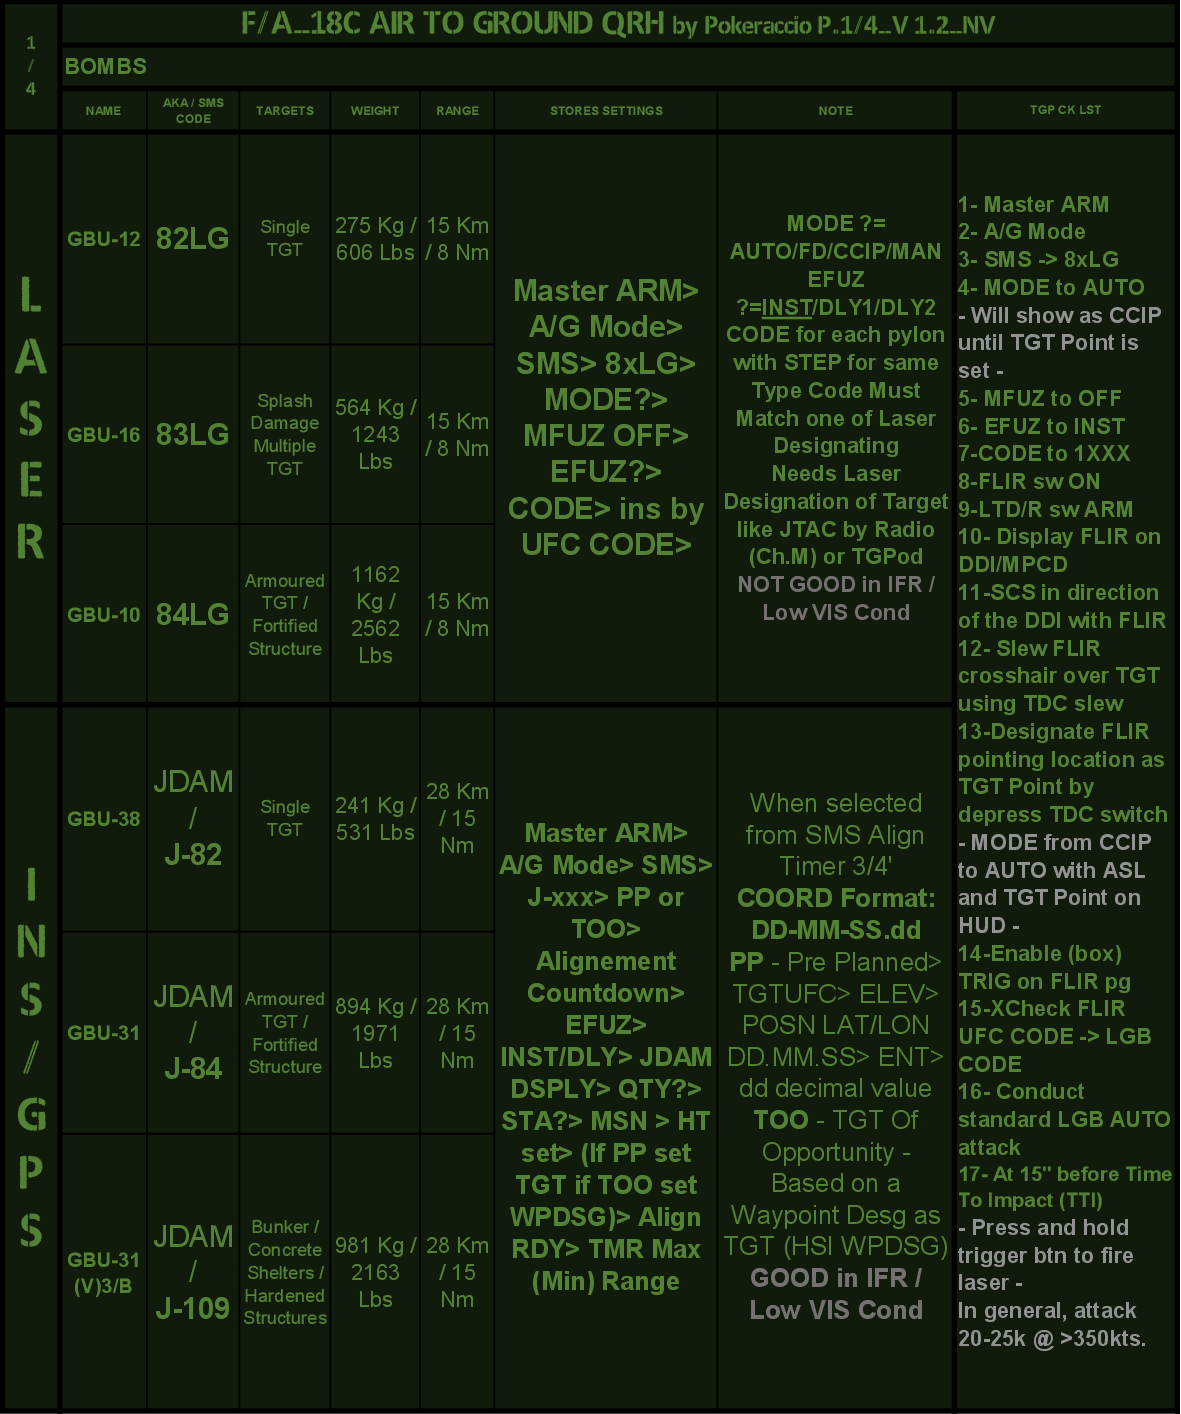 F/A_18C AIR TO GROUND QRH by Pokeraccio P.1/4_V 1.2_NV
1
/
4
BOMBS
NAME
AKA / SMS
CODE
TARGETS
WEIGHT
RANGE
STORES SETTINGS
NOTE
TGP CK LST
LASER
GBU-12
82LG
Single
TGT
275 Kg /
606 Lbs
15 Km
/ 8 Nm
GBU-16
83LG
Splash
Damage
Multiple
TGT
564 Kg /
1243
Lbs
15 Km
/ 8 Nm
GBU-10
84LG
Armoured
TGT /
Fortified
Structure
1162
Kg /
2562
Lbs
15 Km
/ 8 Nm
Master ARM>
A/G Mode>
SMS> 8xLG>
MODE?>
MFUZ OFF>
EFUZ?>
CODE> ins by
UFC CODE>
MODE ?=
AUTO/FD/CCIP/MAN
EFUZ
?=INST/DLY1/DLY2
CODE for each pylon
with STEP for same
Type Code Must
Match one of Laser
Designating
Needs Laser
Designation of Target
like JTAC by Radio
(Ch.M) or TGPod
NOT GOOD in IFR /
Low VIS Cond
INS/GPS
GBU-38
JDAM
/
J-82
Single
TGT
241 Kg /
531 Lbs
28 Km
/ 15
Nm
GBU-31
JDAM
/
J-84
Armoured
TGT /
Fortified
Structure
894 Kg /
1971
Lbs
28 Km
/ 15
Nm
GBU-31
(V)3/B
JDAM
/
J-109
Bunker /
Concrete
Shelters /
Hardened
Structures
981 Kg /
2163
Lbs
28 Km
/ 15
Nm
Master ARM>
A/G Mode> SMS>
J-xxx> PP or
TOO>
Alignement
Countdown>
EFUZ>
INST/DLY> JDAM
DSPLY> QTY?>
STA?> MSN > HT
set> (If PP set
TGT if TOO set
WPDSG)> Align
RDY> TMR Max
(Min) Range
When selected
from SMS Align
Timer 3/4'
COORD Format:
DD-MM-SS.dd
PP - Pre Planned>
TGTUFC> ELEV>
POSN LAT/LON
DD.MM.SS> ENT>
dd decimal value
TOO - TGT Of
Opportunity -
Based on a
Waypoint Desg as
TGT (HSI WPDSG)
GOOD in IFR /
Low VIS Cond
1- Master ARM
2- A/G Mode
3- SMS -> 8xLG
4- MODE to AUTO
- Will show as CCIP
until TGT Point is
set -
5- MFUZ to OFF
6- EFUZ to INST
7-CODE to 1XXX
8-FLIR sw ON
9-LTD/R sw ARM
10- Display FLIR on
DDI/MPCD
11-SCS in direction
of the DDI with FLIR
12- Slew FLIR
crosshair over TGT
using TDC slew
13-Designate FLIR
pointing location as
TGT Point by
depress TDC switch
- MODE from CCIP
to AUTO with ASL
and TGT Point on
HUD -
14-Enable (box)
TRIG on FLIR pg
15-XCheck FLIR
UFC CODE -> LGB
CODE
16- Conduct
standard LGB AUTO
attack
17- At 15" before Time
To Impact (TTI)
- Press and hold
trigger btn to fire
laser -
In general, attack
20-25k @ >350kts.